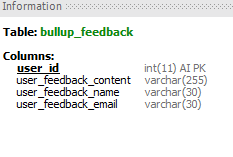 Information
Table: bullup_feedback
Columns:
user_id int(11) AI PK
user_feedback_content varchar(255)
user_feedback_name varchar(30)
user_feedback_email varchar(30)